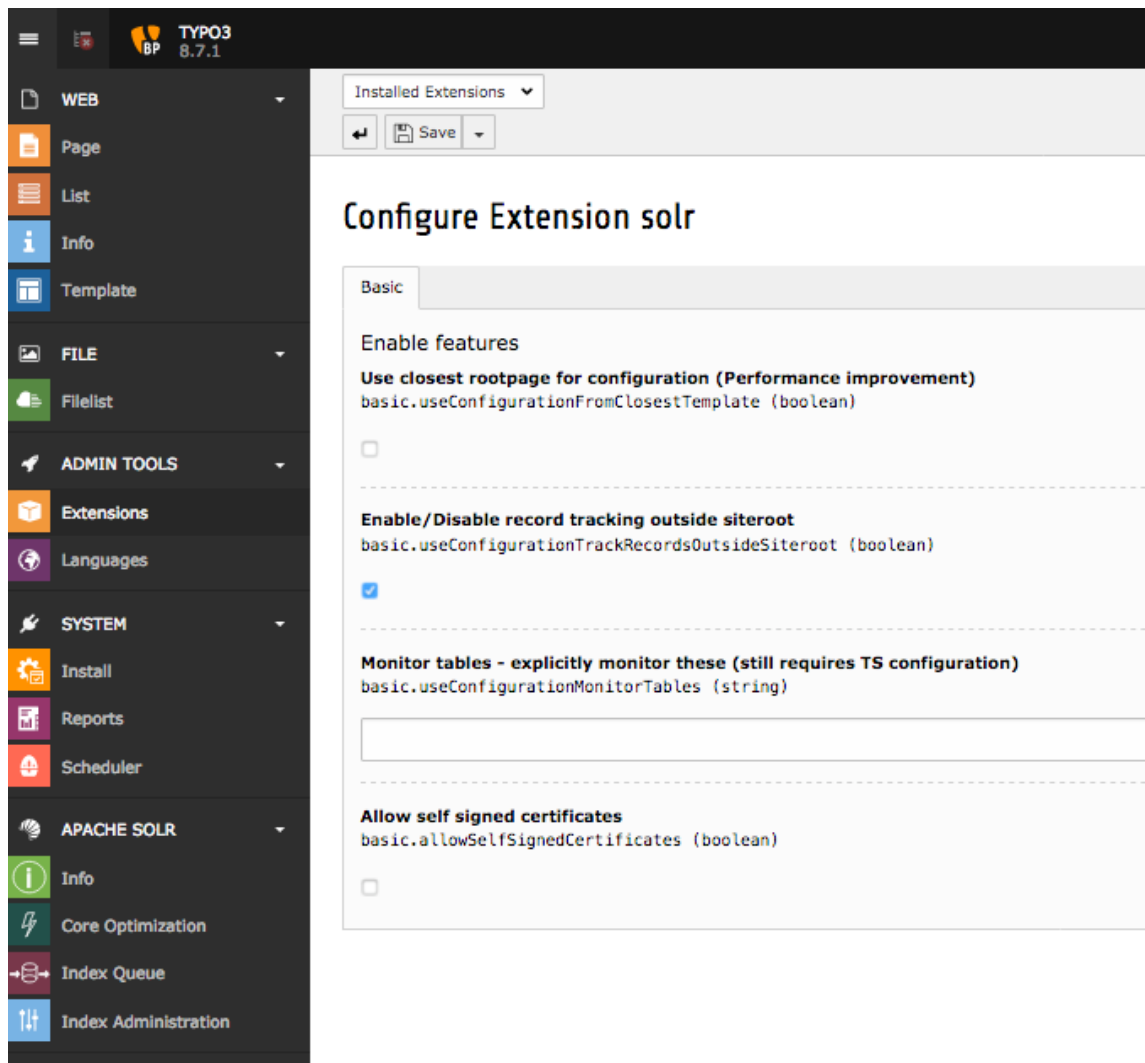 BP
TYPO3
8.7.1
WEB
Page
List
Info
Template
FILE
Filelist
ADMIN TOOLS
Extensions
Languages
SYSTEM
Install
Reports
Scheduler
APACHE SOLR
Info
Core Optimization
Index Queue
Index Administration
Installed Extensions
Save
Configure Extension solr
Basic
Enable features
Use closest rootpage for configuration (Performance improvement)
basic.useConfigurationFromClosestTemplate (boolean)
Enable/Disable record tracking outside siteroot
basic.useConfigurationTrackRecordsOutsideSiteroot (boolean)
Monitor tables - explicitly monitor these (still requires TS configuration)
basic.useConfigurationMonitorTables (string)
Allow self signed certificates
basic.allowSelfSignedCertificates (boolean)